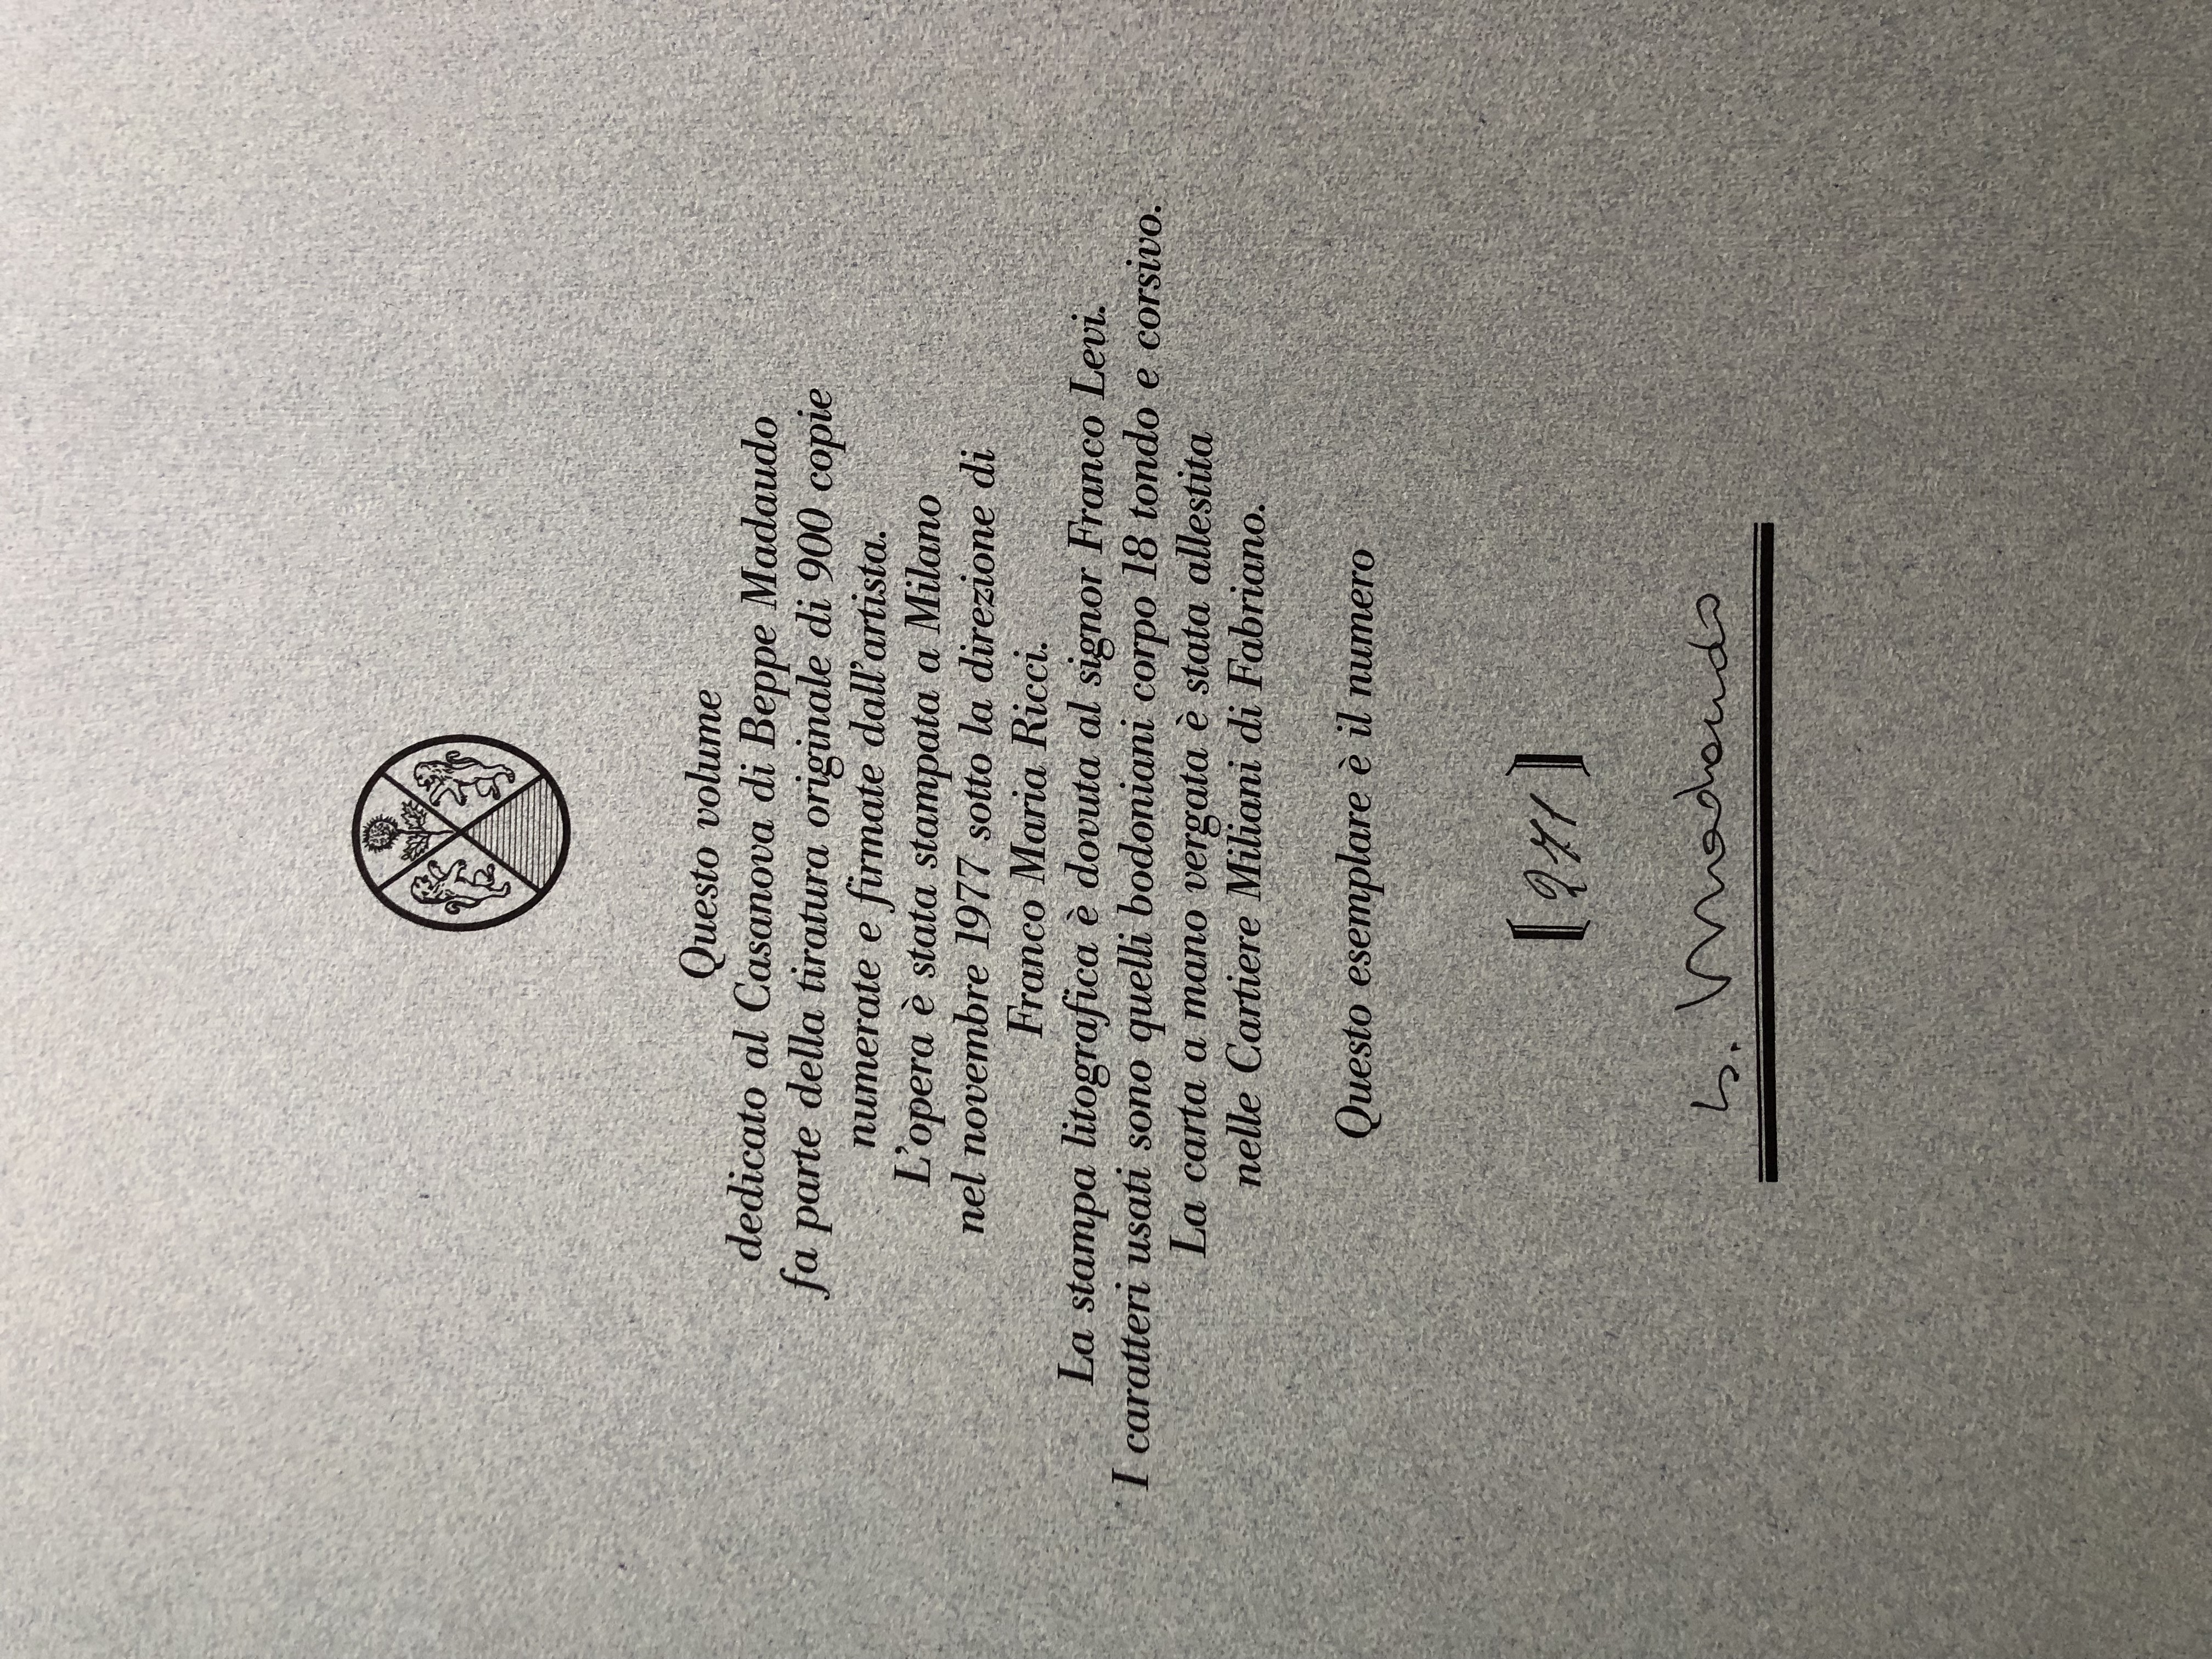 Questo volume
dedicato al Casanova di Beppe Madaudo
fa parte della tiratura originale di 900 copie
numerate e firmate dall'artista.
L'opera è stata stampata a Milano
nel novembre 1977 sotto la direzione di
Franco Maria Ricci.
La stampa litografica è dovuta al signor Franco Levi.
I caratteri usati sono quelli bodoniani corpo 18 tondo e corsivo.
La carta a mano vergata è stata allestita
nelle Cartiere Miliani di Fabriano.
Questo esemplare è il numero
Madaudo